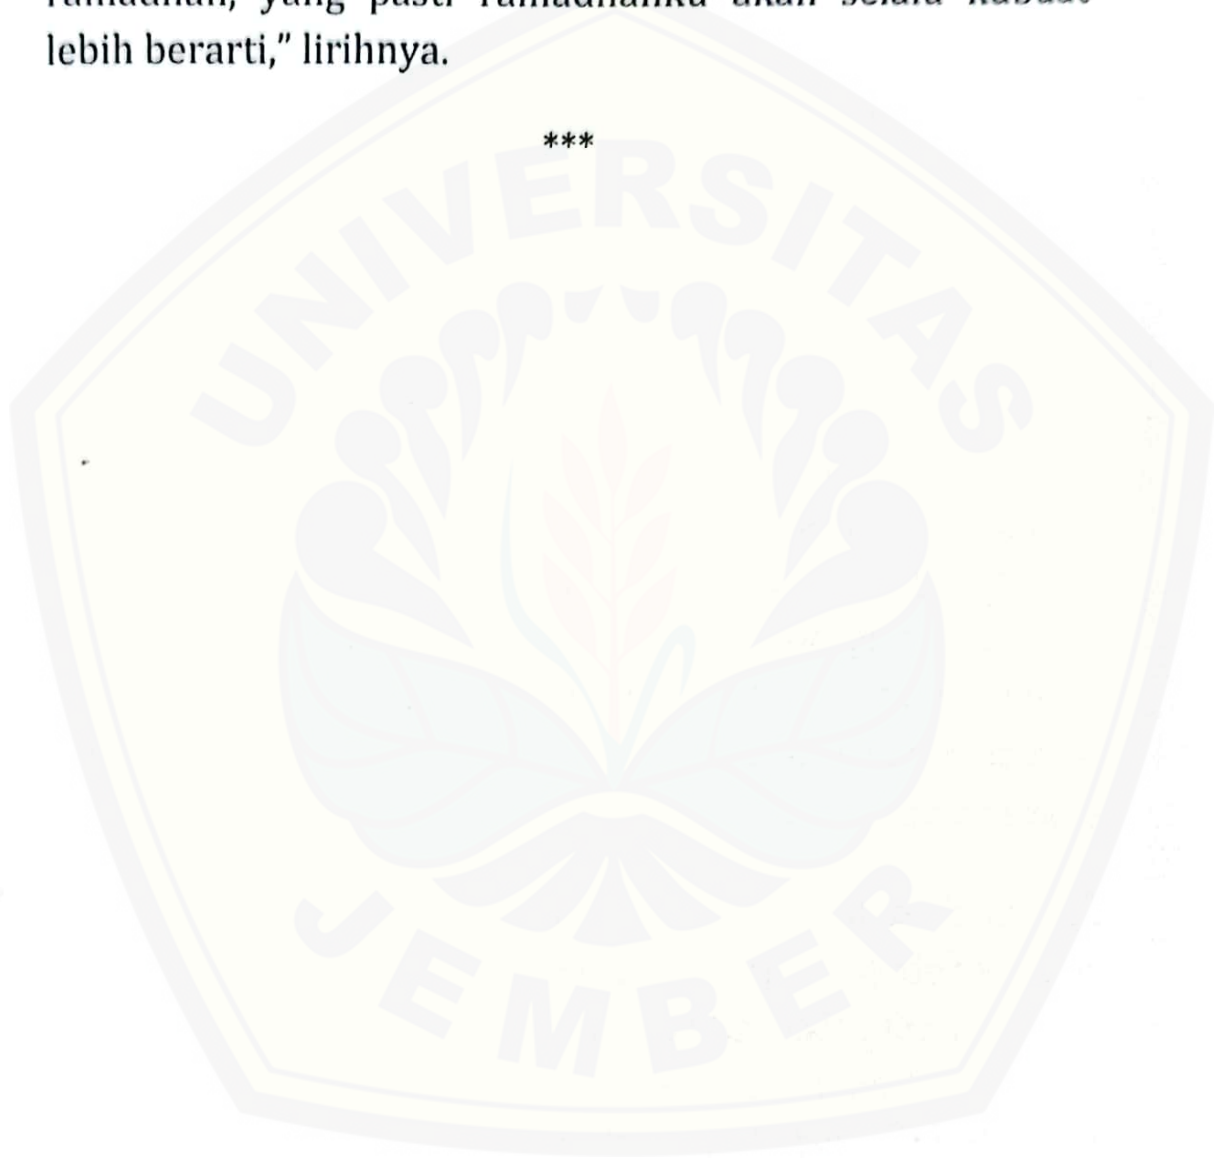 ramadhan, yang pasti ramadhanku akan selalu kubuat
lebih berarti,” lirihnya.
***
UNIVERSITAS
JEMBER